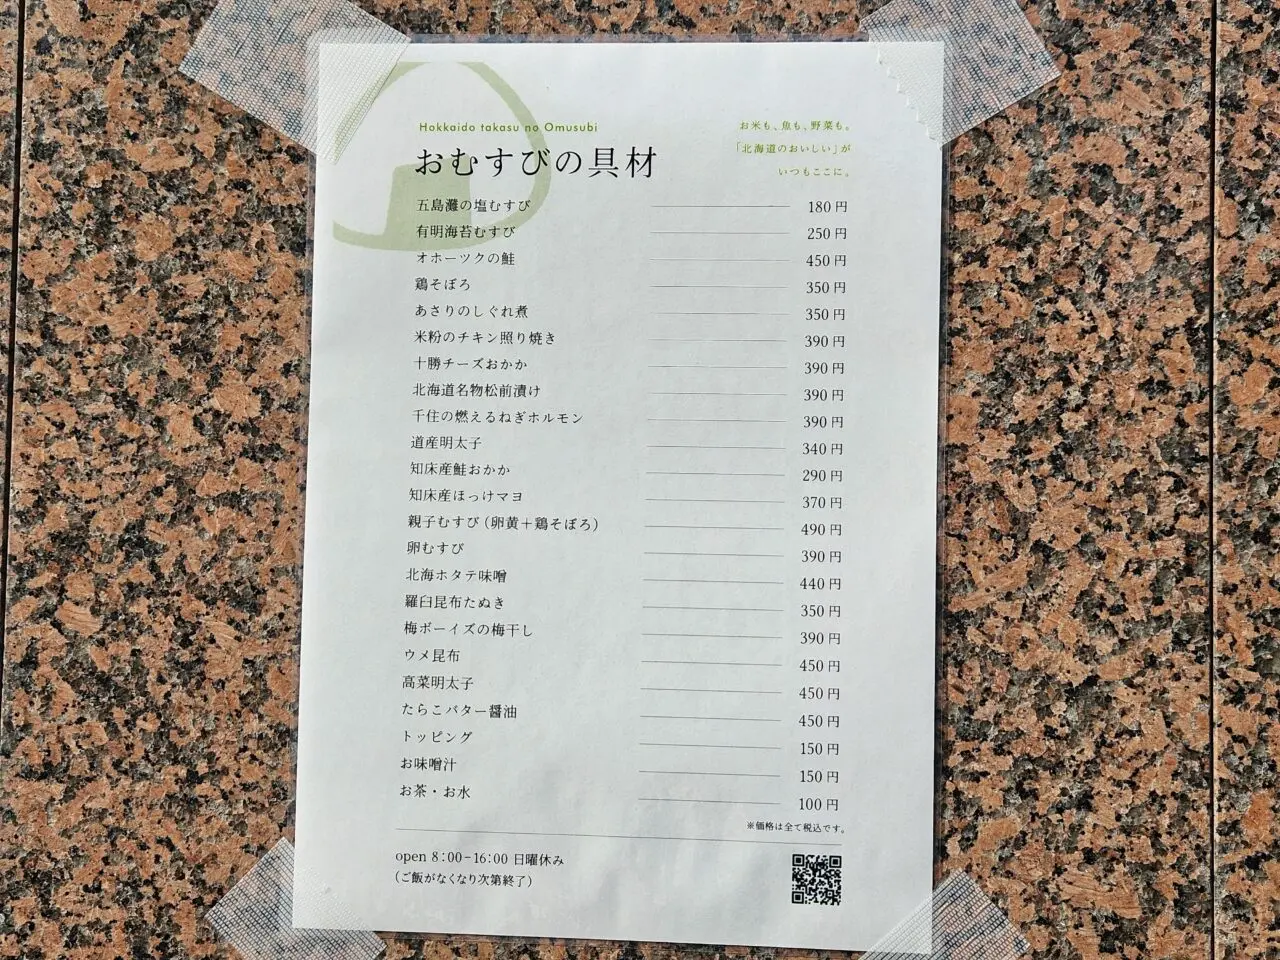 Hokkaido takasu no Omusubi
おむすびの具材
お米も、魚も、野菜も。
「北海道のおいしい」が
いつもここに。
五島灘の塩むすび 180円
有明海苔むすび 250円
オホーツクの鮭 450円
鶏そぼろ 350円
あさりのしぐれ煮 350円
米粉のチキン照り焼き 390円
十勝チーズおかか 390円
北海道名物松前漬け 390円
千住の燃えるねぎホルモン 390円
道産明太子 340円
知床産鮭おかか 290円
知床産ほっけマヨ 370円
親子むすび（卵黄＋鶏そぼろ） 490円
卵むすび 390円
北海ホタテ味噌 440円
羅臼昆布たぬき 350円
梅ボーイズの梅干し 390円
ウメ昆布 450円
高菜明太子 450円
たらこバター醤油 450円
トッピング 150円
お味噌汁 150円
お茶・お水 100円
※価格は全て税込です。
open 8：00-16：00 日曜休み
（ご飯がなくなり次第終了）